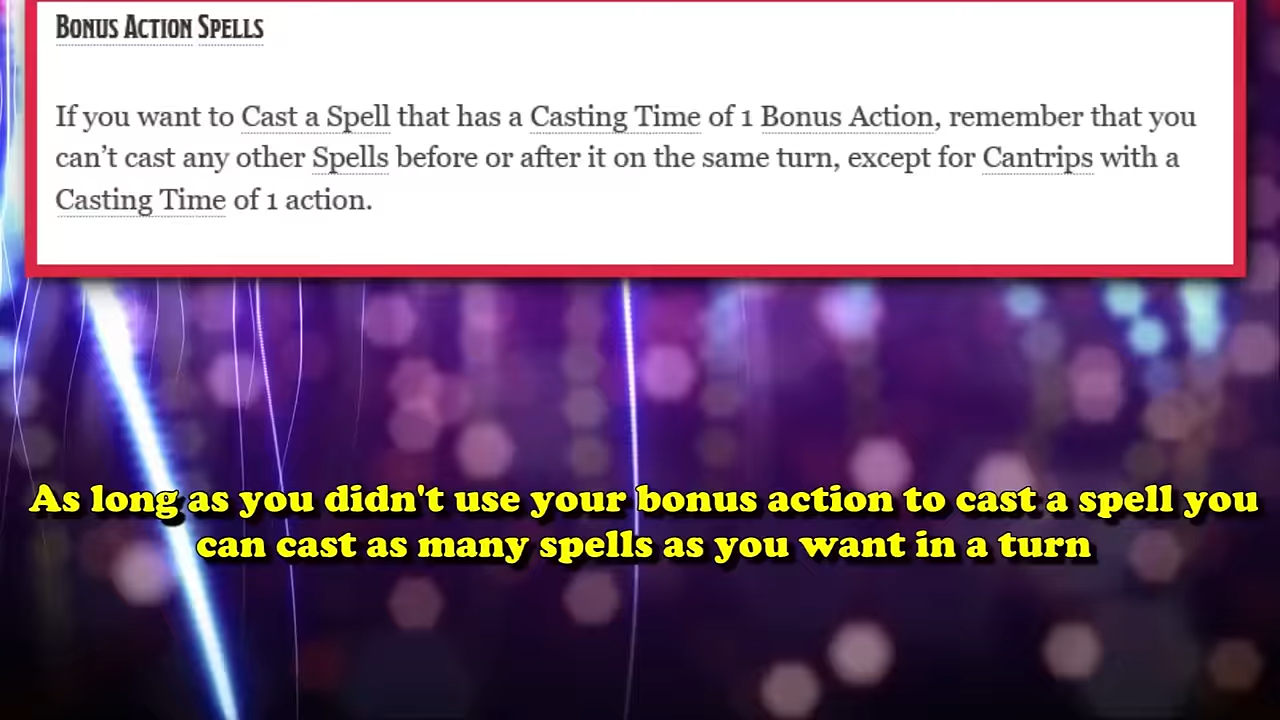 Bonus Action Spells
If you want to Cast a Spell that has a Casting Time of 1 Bonus Action, remember that you
can’t cast any other Spells before or after it on the same turn, except for Cantrips with a
Casting Time of 1 action.
As long as you didn't use your bonus action to cast a spell you
can cast as many spells as you want in a turn